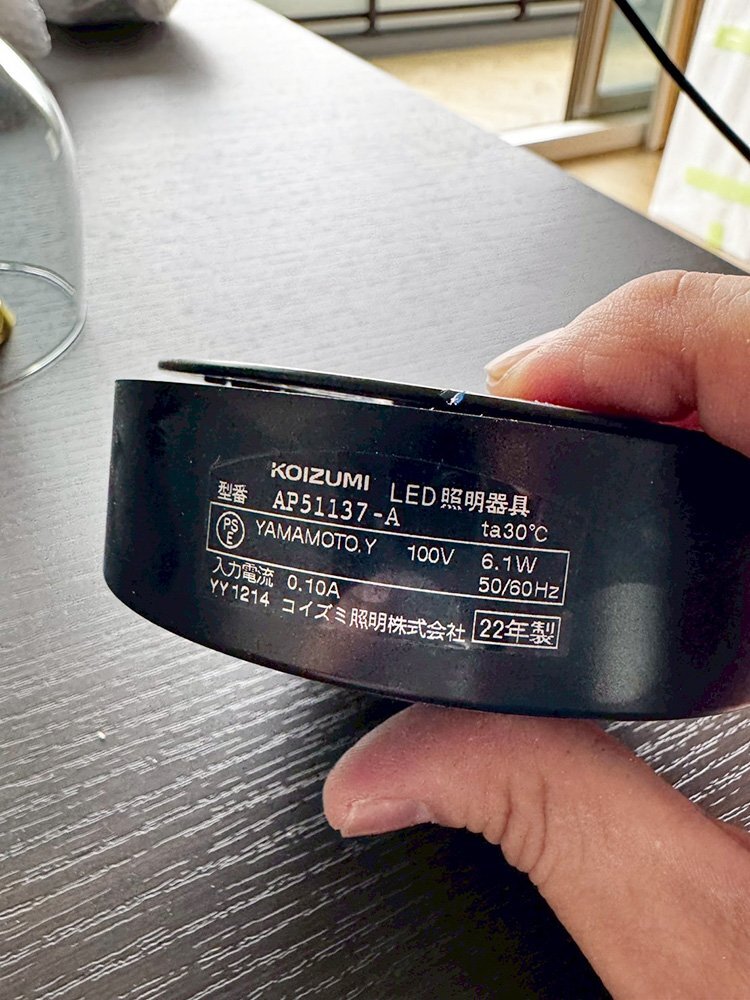 KOIZUMI LED照明器具
型番 AP51137-A ta30℃
PS E YAMAMOTO.Y 100V 6.1W
入力電流 0.10A 50/60Hz
YY1214 コイズミ照明株式会社 22年製